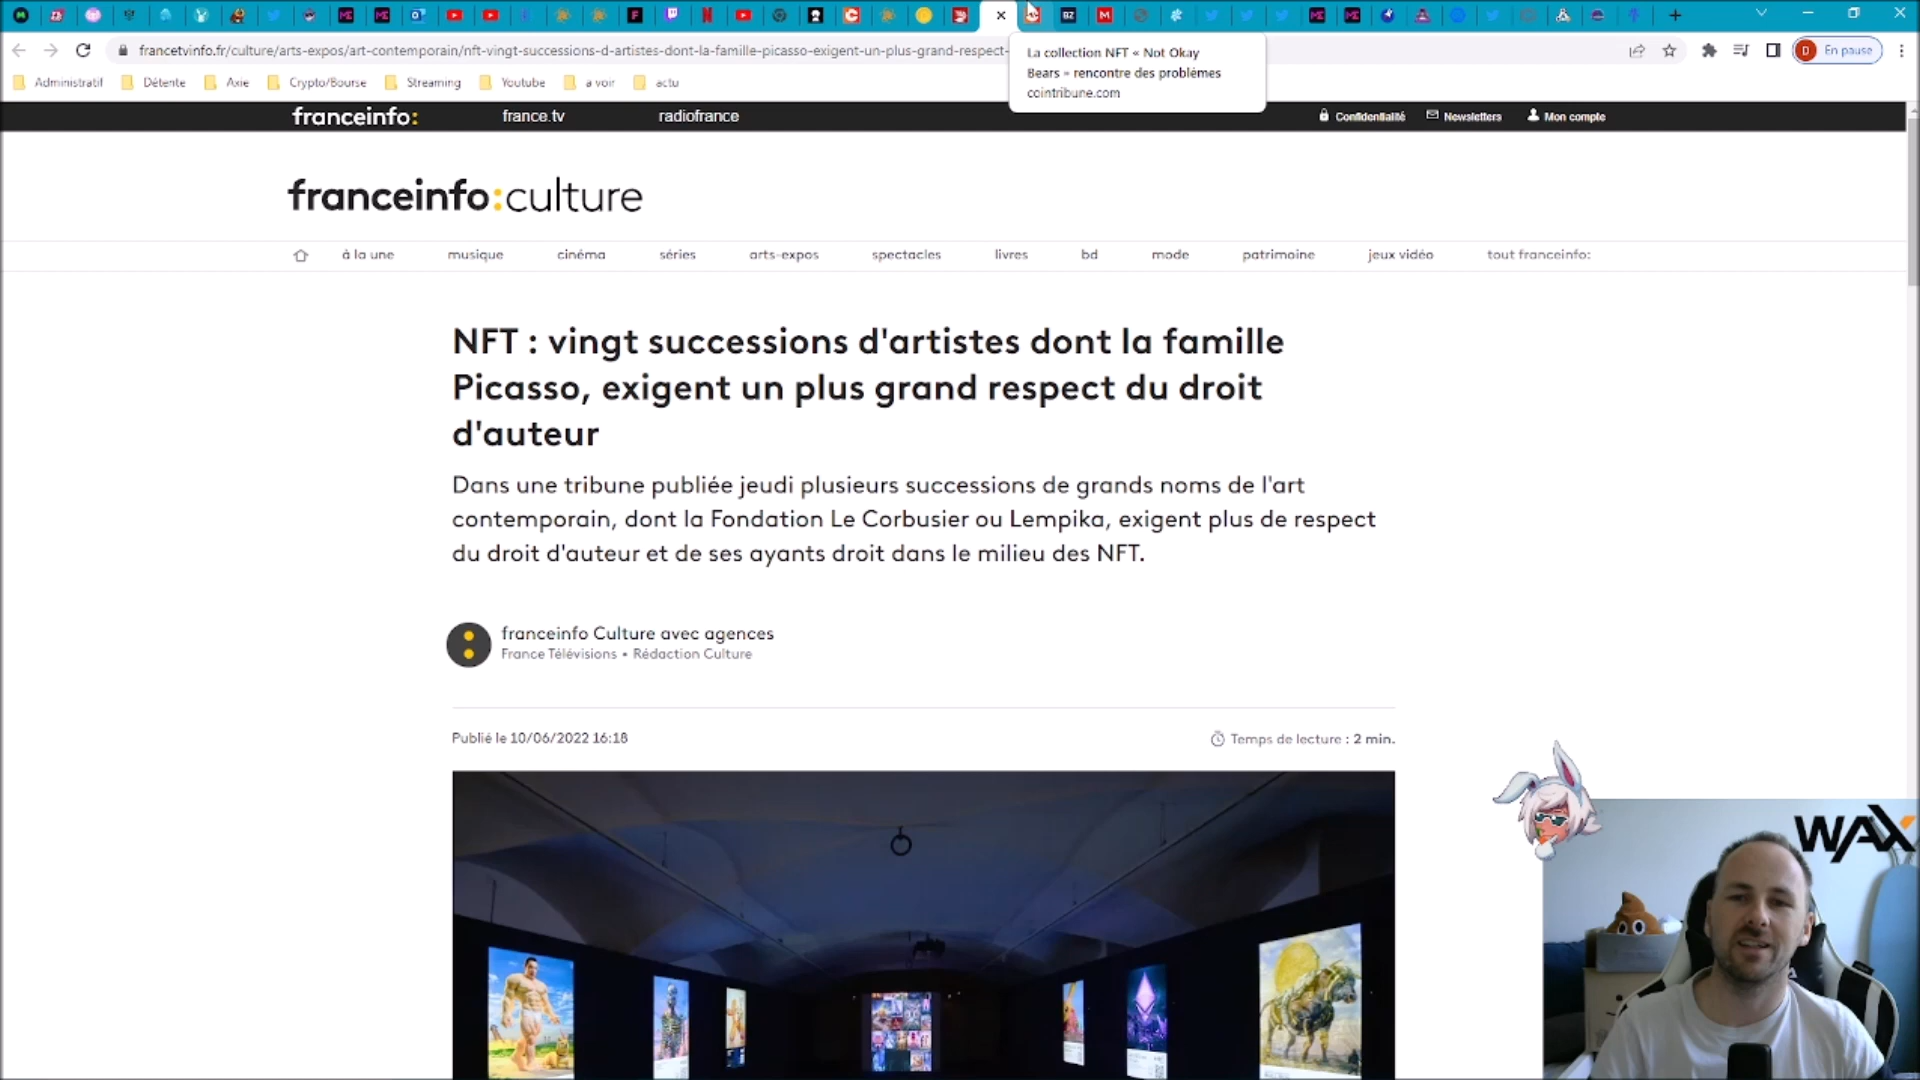 francetvinfo.fr/culture/arts-expos/art-contemporain/nft-vingt-successions-d-artistes-dont-la-famille-picasso-exigent-un-plus-grand-respect-
En pause
La collection NFT « Not Okay
Bears » rencontre des problèmes
cointribune.com
Administratif
Détente
Axie
Crypto/Bourse
Streaming
Youtube
a voir
actu
franceinfo:
france.tv
radiofrance
Confidentialité
Newsletters
Mon compte
franceinfo:culture
à la une
musique
cinéma
séries
arts-expos
spectacles
livres
bd
mode
patrimoine
jeux vidéo
tout franceinfo:
NFT : vingt successions d'artistes dont la famille
Picasso, exigent un plus grand respect du droit
d'auteur
Dans une tribune publiée jeudi plusieurs successions de grands noms de l'art
contemporain, dont la Fondation Le Corbusier ou Lempika, exigent plus de respect
du droit d'auteur et de ses ayants droit dans le milieu des NFT.
franceinfo Culture avec agences
France Télévisions • Rédaction Culture
Publié le 10/06/2022 16:18
Temps de lecture : 2 min.
WAX